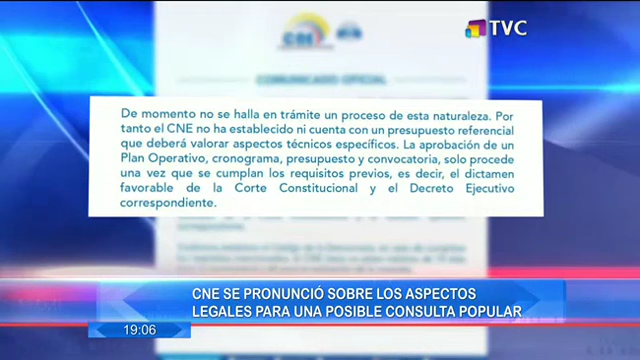 TVC
cne
COMUNICADO OFICIAL
De momento no se halla en trámite un proceso de esta naturaleza. Por
tanto el CNE no ha establecido ni cuenta con un presupuesto referencial
que deberá valorar aspectos técnicos específicos. La aprobación de un
Plan Operativo, cronograma, presupuesto y convocatoria, solo procede
una vez que se cumplan los requisitos previos, es decir, el dictamen
favorable de la Corte Constitucional y el Decreto Ejecutivo
correspondiente.
CNE SE PRONUNCIÓ SOBRE LOS ASPECTOS
LEGALES PARA UNA POSIBLE CONSULTA POPULAR
19:06